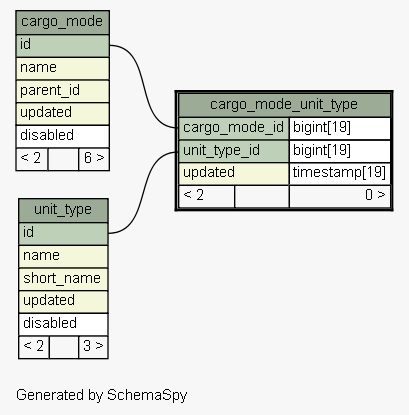 cargo_mode
id
name
parent_id
updated
disabled
< 2 6 >
cargo_mode_unit_type
cargo_mode_id bigint[19]
unit_type_id bigint[19]
updated timestamp[19]
< 2 0 >
unit_type
id
name
short_name
updated
disabled
< 2 3 >
Generated by SchemaSpy